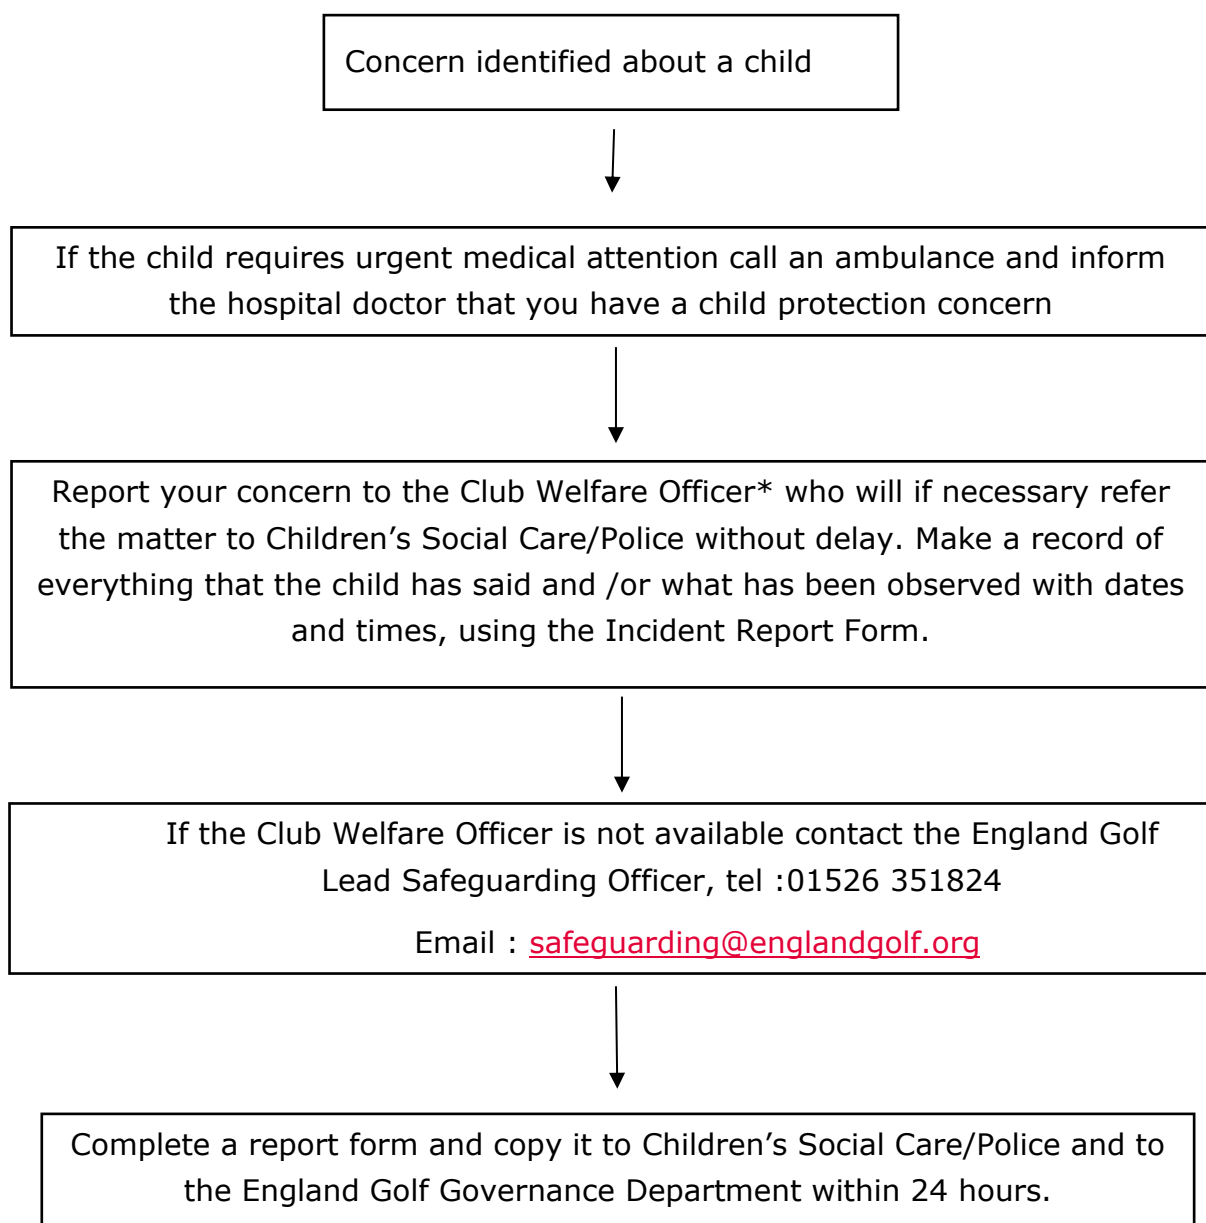 Concern identified about a child
If the child requires urgent medical attention call an ambulance and inform
the hospital doctor that you have a child protection concern
Report your concern to the Club Welfare Officer* who will if necessary refer
the matter to Children’s Social Care/Police without delay. Make a record of
everything that the child has said and /or what has been observed with dates
and times, using the Incident Report Form.
If the Club Welfare Officer is not available contact the England Golf
Lead Safeguarding Officer, tel :01526 351824
Email : safeguarding@englandgolf.org
Complete a report form and copy it to Children’s Social Care/Police and to
the England Golf Governance Department within 24 hours.